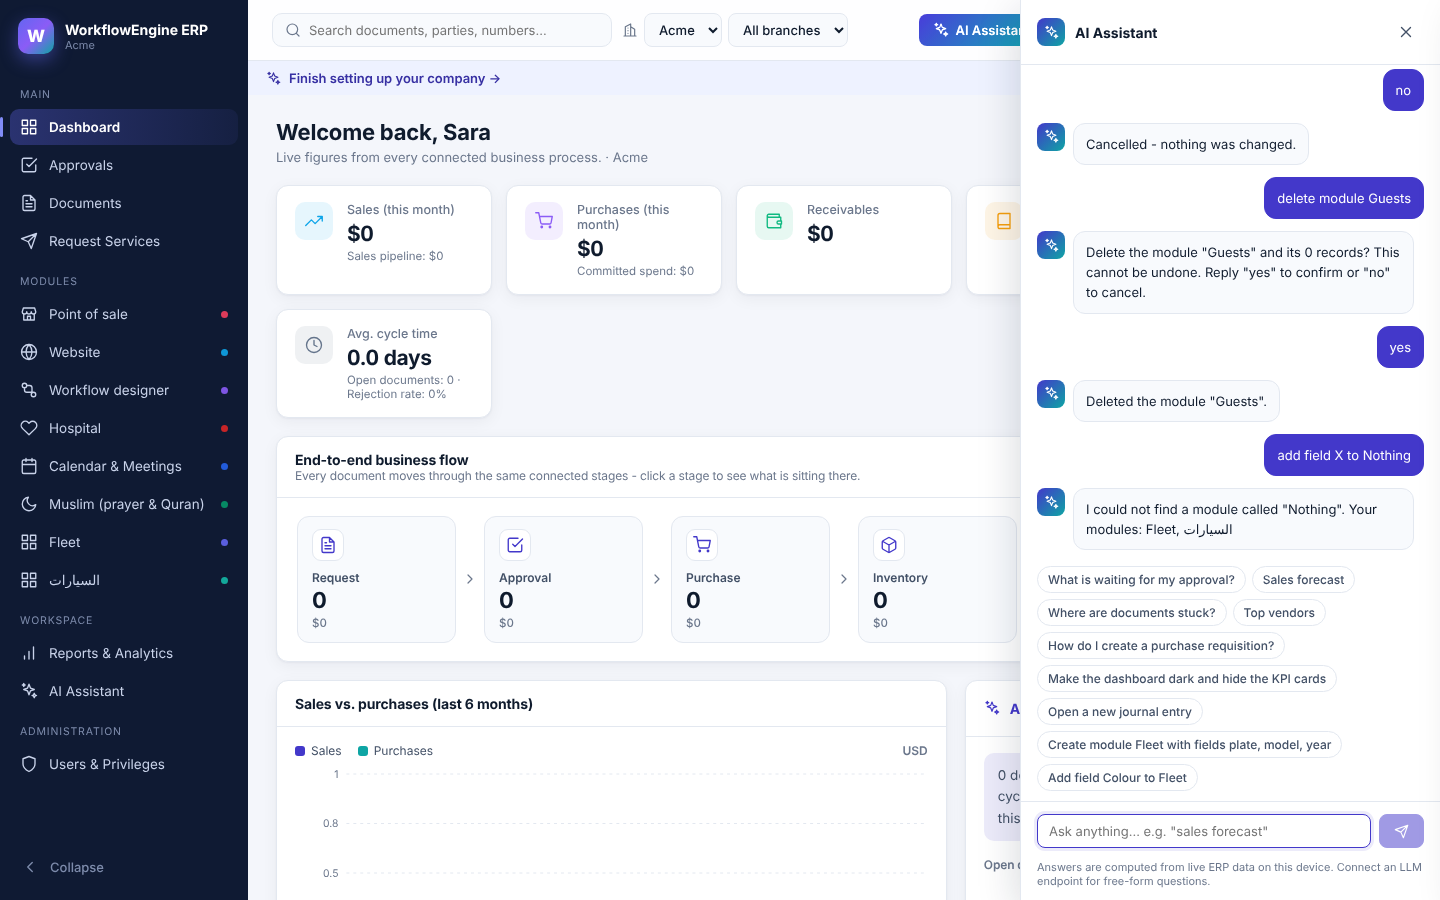 W
WorkflowEngine ERP
Acme
MAIN
Dashboard
Approvals
Documents
Request Services
MODULES
Point of sale
Website
Workflow designer
Hospital
Calendar & Meetings
Muslim (prayer & Quran)
Fleet
السيارات
WORKSPACE
Reports & Analytics
AI Assistant
ADMINISTRATION
Users & Privileges
Collapse
Search documents, parties, numbers...
Acme
All branches
AI Assistan
Finish setting up your company →
Welcome back, Sara
Live figures from every connected business process. · Acme
Sales (this month)
$0
Sales pipeline: $0
Purchases (this
month)
$0
Committed spend: $0
Receivables
$0
Avg. cycle time
0.0 days
Open documents: 0 ·
Rejection rate: 0%
End-to-end business flow
Every document moves through the same connected stages - click a stage to see what is sitting there.
Request
0
$0
Approval
0
$0
Purchase
0
$0
Inventory
0
$0
Sales vs. purchases (last 6 months)
Sales
Purchases
USD
1
0.8
0.5
A
0 d
cyc
this
Open
AI Assistant
no
Cancelled - nothing was changed.
delete module Guests
Delete the module "Guests" and its 0 records? This
cannot be undone. Reply "yes" to confirm or "no"
to cancel.
yes
Deleted the module "Guests".
add field X to Nothing
I could not find a module called "Nothing". Your
modules: Fleet, السيارات
What is waiting for my approval?
Sales forecast
Where are documents stuck?
Top vendors
How do I create a purchase requisition?
Make the dashboard dark and hide the KPI cards
Open a new journal entry
Create module Fleet with fields plate, model, year
Add field Colour to Fleet
Ask anything... e.g. "sales forecast"
Answers are computed from live ERP data on this device. Connect an LLM
endpoint for free-form questions.